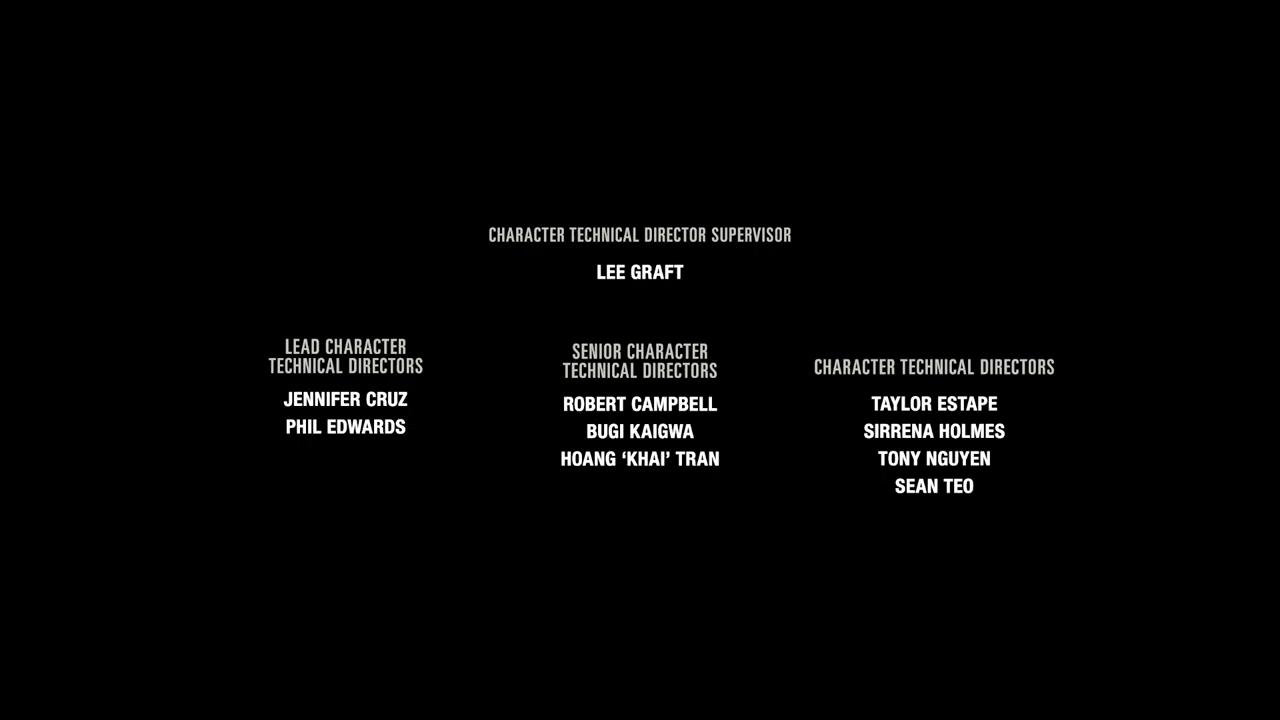 CHARACTER TECHNICAL DIRECTOR SUPERVISOR
LEE GRAFT
LEAD CHARACTER
TECHNICAL DIRECTORS
JENNIFER CRUZ
PHIL EDWARDS
SENIOR CHARACTER
TECHNICAL DIRECTORS
ROBERT CAMPBELL
BUGI KAIGWA
HOANG ‘KHAI’ TRAN
CHARACTER TECHNICAL DIRECTORS
TAYLOR ESTAPE
SIRRENA HOLMES
TONY NGUYEN
SEAN TEO